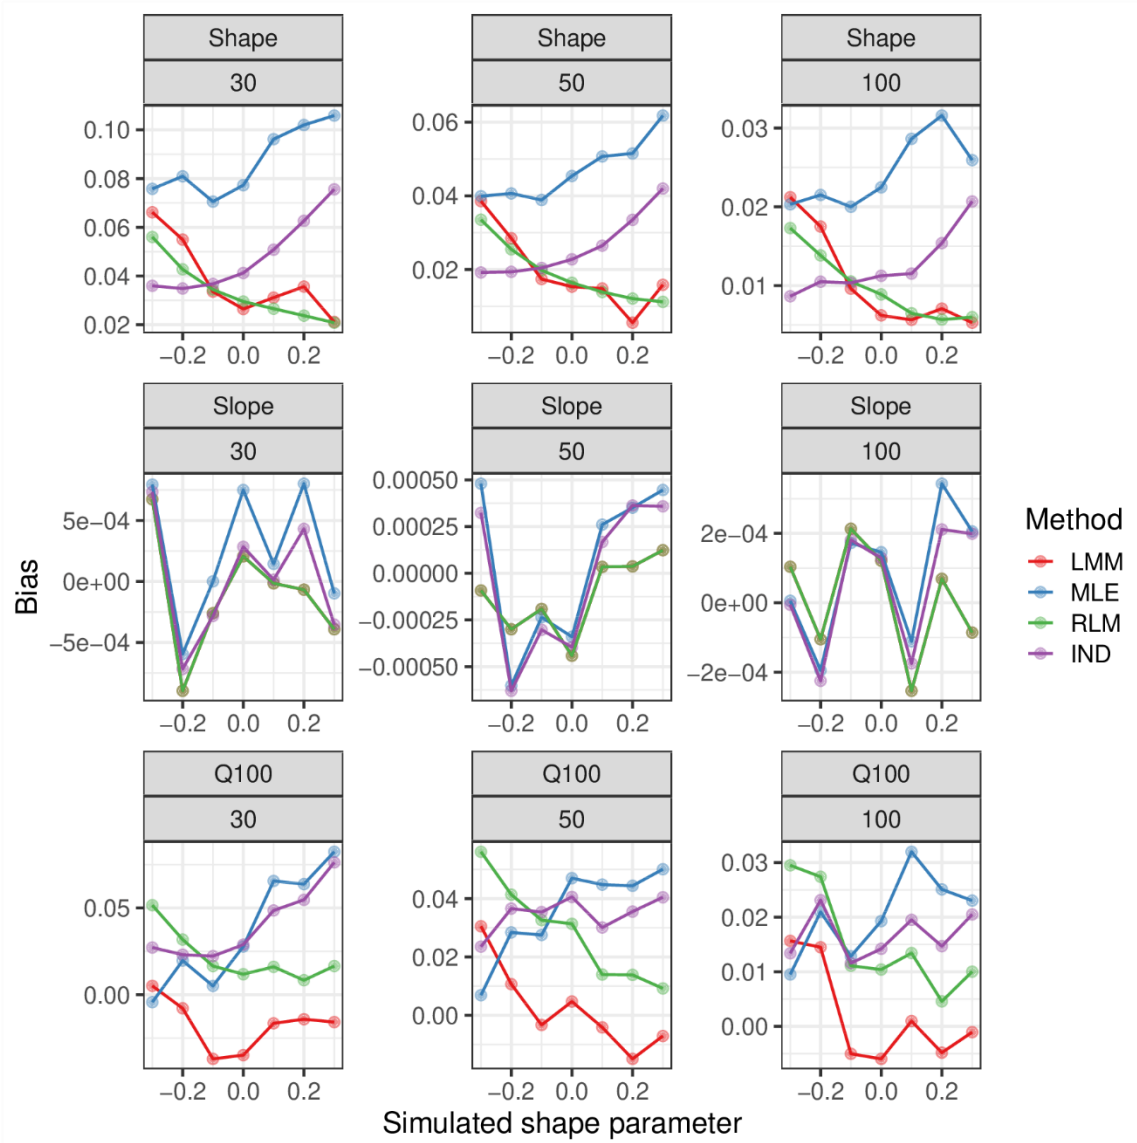 Shape Shape Shape
30 50 100
0.10
0.08
0.06
0.04
0.02
−0.2 0.0 0.2
0.06
0.04
0.02
−0.2 0.0 0.2
0.03
0.02
0.01
−0.2 0.0 0.2
Slope Slope Slope
30 50 100
5e−04
0e+00
−5e−04
−0.2 0.0 0.2
0.00050
0.00025
0.00000
−0.00025
−0.00050
−0.2 0.0 0.2
2e−04
0e+00
−2e−04
−0.2 0.0 0.2
Q100 Q100 Q100
30 50 100
0.05
0.00
−0.2 0.0 0.2
0.04
0.02
0.00
−0.2 0.0 0.2
0.03
0.02
0.01
0.00
−0.2 0.0 0.2
Bias
Simulated shape parameter
Method
LMM
MLE
RLM
IND